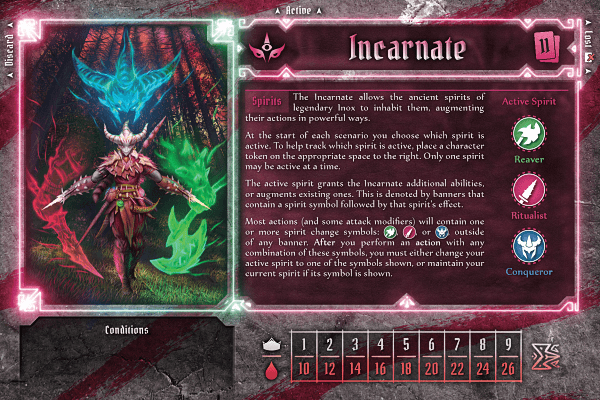 Active
Discard
Lost
Incarnate
11
Spirits The Incarnate allows the ancient spirits of
legendary Inox to inhabit them, augmenting
their actions in powerful ways.
At the start of each scenario you choose which spirit is
active. To help track which spirit is active, place a character
token on the appropriate space to the right. Only one spirit
may be active at a time.
The active spirit grants the Incarnate additional abilities,
or augments existing ones. This is denoted by banners that
contain a spirit symbol followed by that spirit's effect.
Most actions (and some attack modifiers) will contain one
or more spirit change symbols: , or , outside
of any banner. After you perform an action with any
combination of these symbols, you must either change your
active spirit to one of the symbols shown, or maintain your
current spirit if its symbol is shown.
Active Spirit
Reaver
Ritualist
Conqueror
Conditions
1 2 3 4 5 6 7 8 9
10 12 14 16 18 20 22 24 26